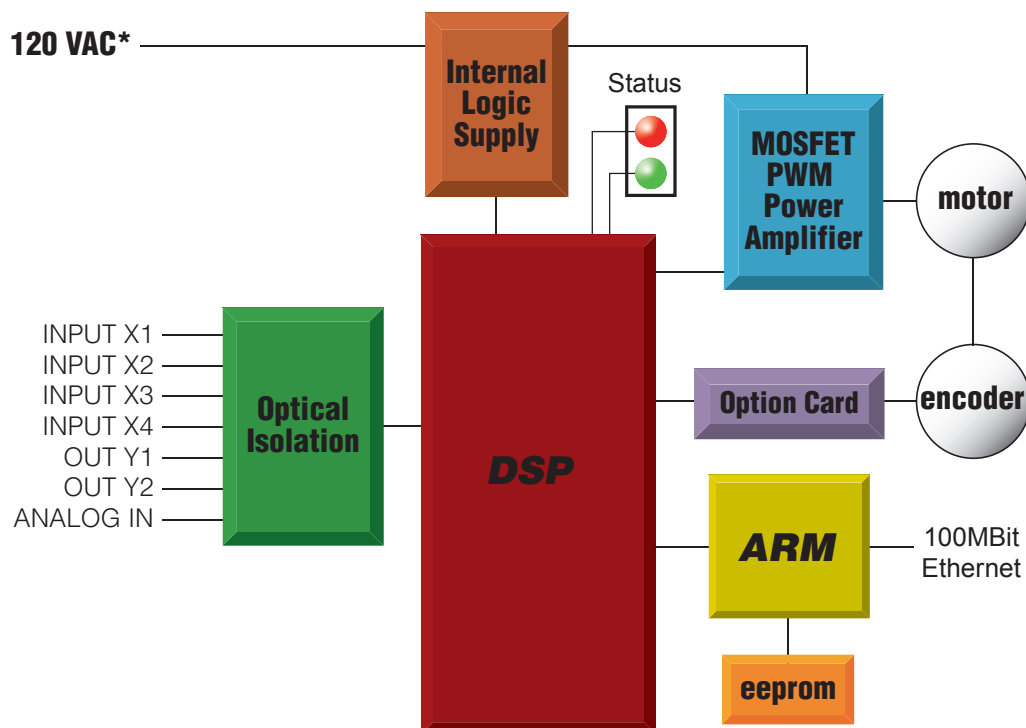 120 VAC*
Internal
Logic
Supply
Status
MOSFET
PWM
Power
Amplifier
motor
INPUT X1
INPUT X2
INPUT X3
INPUT X4
OUT Y1
OUT Y2
ANALOG IN
Optical
Isolation
DSP
Option Card
encoder
ARM
100MBit
Ethernet
eeprom